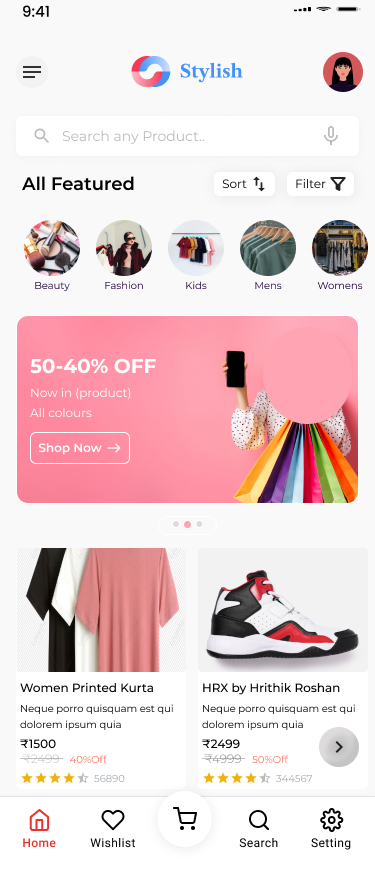 9:41
Stylish
Search any Product..
All Featured
Sort
Filter
Beauty
Fashion
Kids
Mens
Womens
50-40% OFF
Now in (product)
All colours
Shop Now
Women Printed Kurta
Neque porro quisquam est qui
dolorem ipsum quia
₹1500
₹2499 40%Off
56890
HRX by Hrithik Roshan
Neque porro quisquam est qui
dolorem ipsum quia
₹2499
₹4999 50%Off
344567
Home
Wishlist
Search
Setting